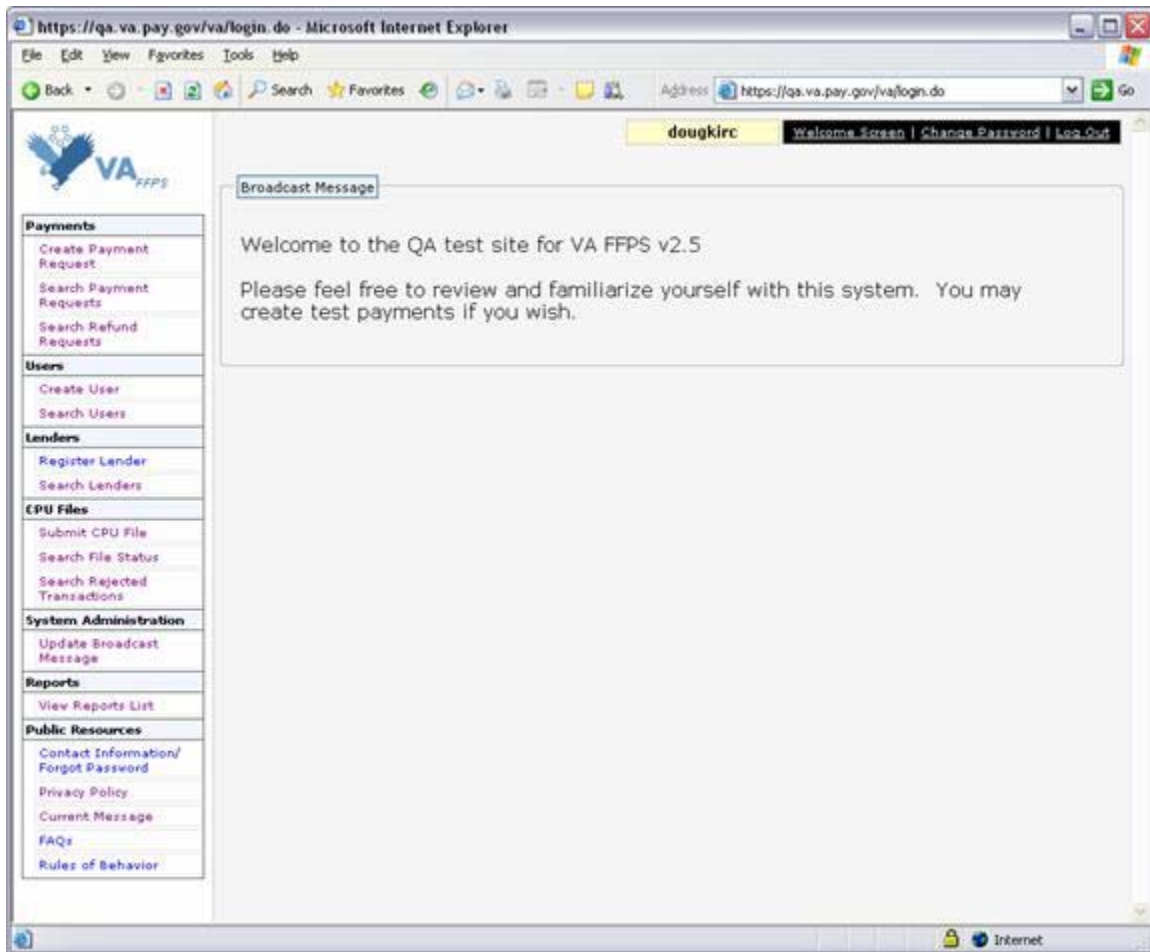 https://qa.va.pay.gov/va/login.do - Microsoft Internet Explorer
File Edit View Favorites Tools Help
Back Search Favorites Address https://qa.va.pay.gov/va/login.do Go
VA FFPS
dougkirc Welcome Screen | Change Password | Log Out
Broadcast Message
Welcome to the QA test site for VA FFPS v2.5
Please feel free to review and familiarize yourself with this system. You may
create test payments if you wish.
Payments
Create Payment
Request
Search Payment
Requests
Search Refund
Requests
Users
Create User
Search Users
Lenders
Register Lender
Search Lenders
CPU Files
Submit CPU File
Search File Status
Search Rejected
Transactions
System Administration
Update Broadcast
Message
Reports
View Reports List
Public Resources
Contact Information/
Forgot Password
Privacy Policy
Current Message
FAQs
Rules of Behavior
Internet